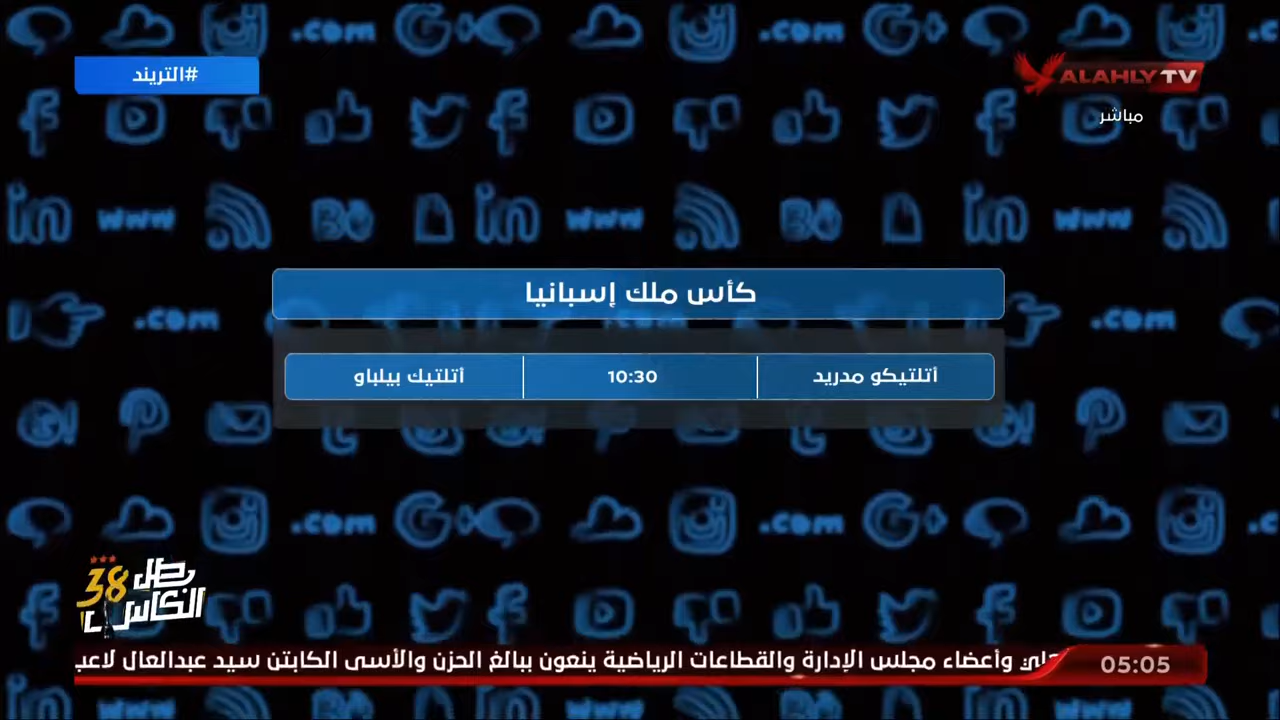 #التريند
ALAHLY TV
مباشر
كأس ملك إسبانيا
أتلتيكو مدريد 10:30 أتلتيك بيلباو
بطل الكاس
38
وأعضاء مجلس الإدارة والقطاعات الرياضية ينعون ببالغ الحزن والأسى الكابتن سيد عبدالعال لاعب
05:05